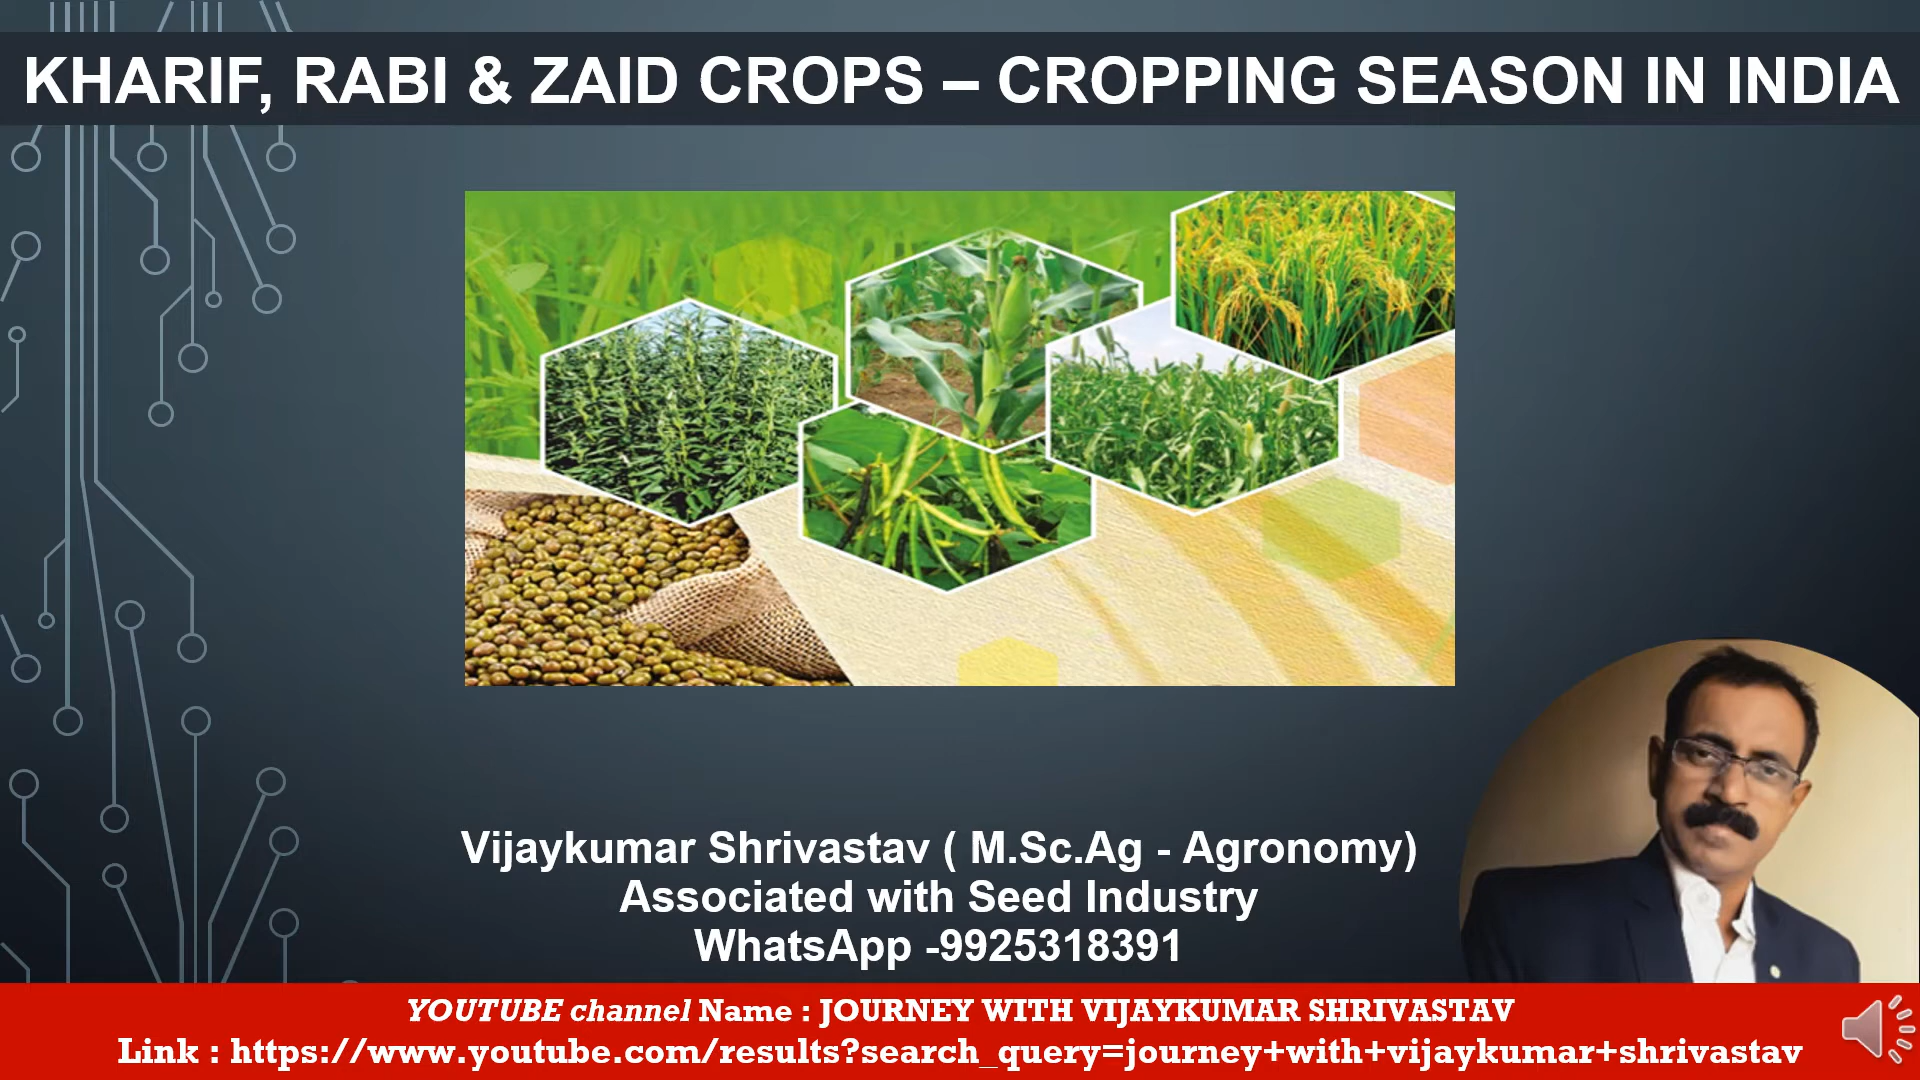 KHARIF, RABI & ZAID CROPS – CROPPING SEASON IN INDIA
Vijaykumar Shrivastav ( M.Sc.Ag - Agronomy)
Associated with Seed Industry
WhatsApp -9925318391
YOUTUBE channel Name : JOURNEY WITH VIJAYKUMAR SHRIVASTAV
Link : https://www.youtube.com/results?search_query=journey+with+vijaykumar+shrivastav